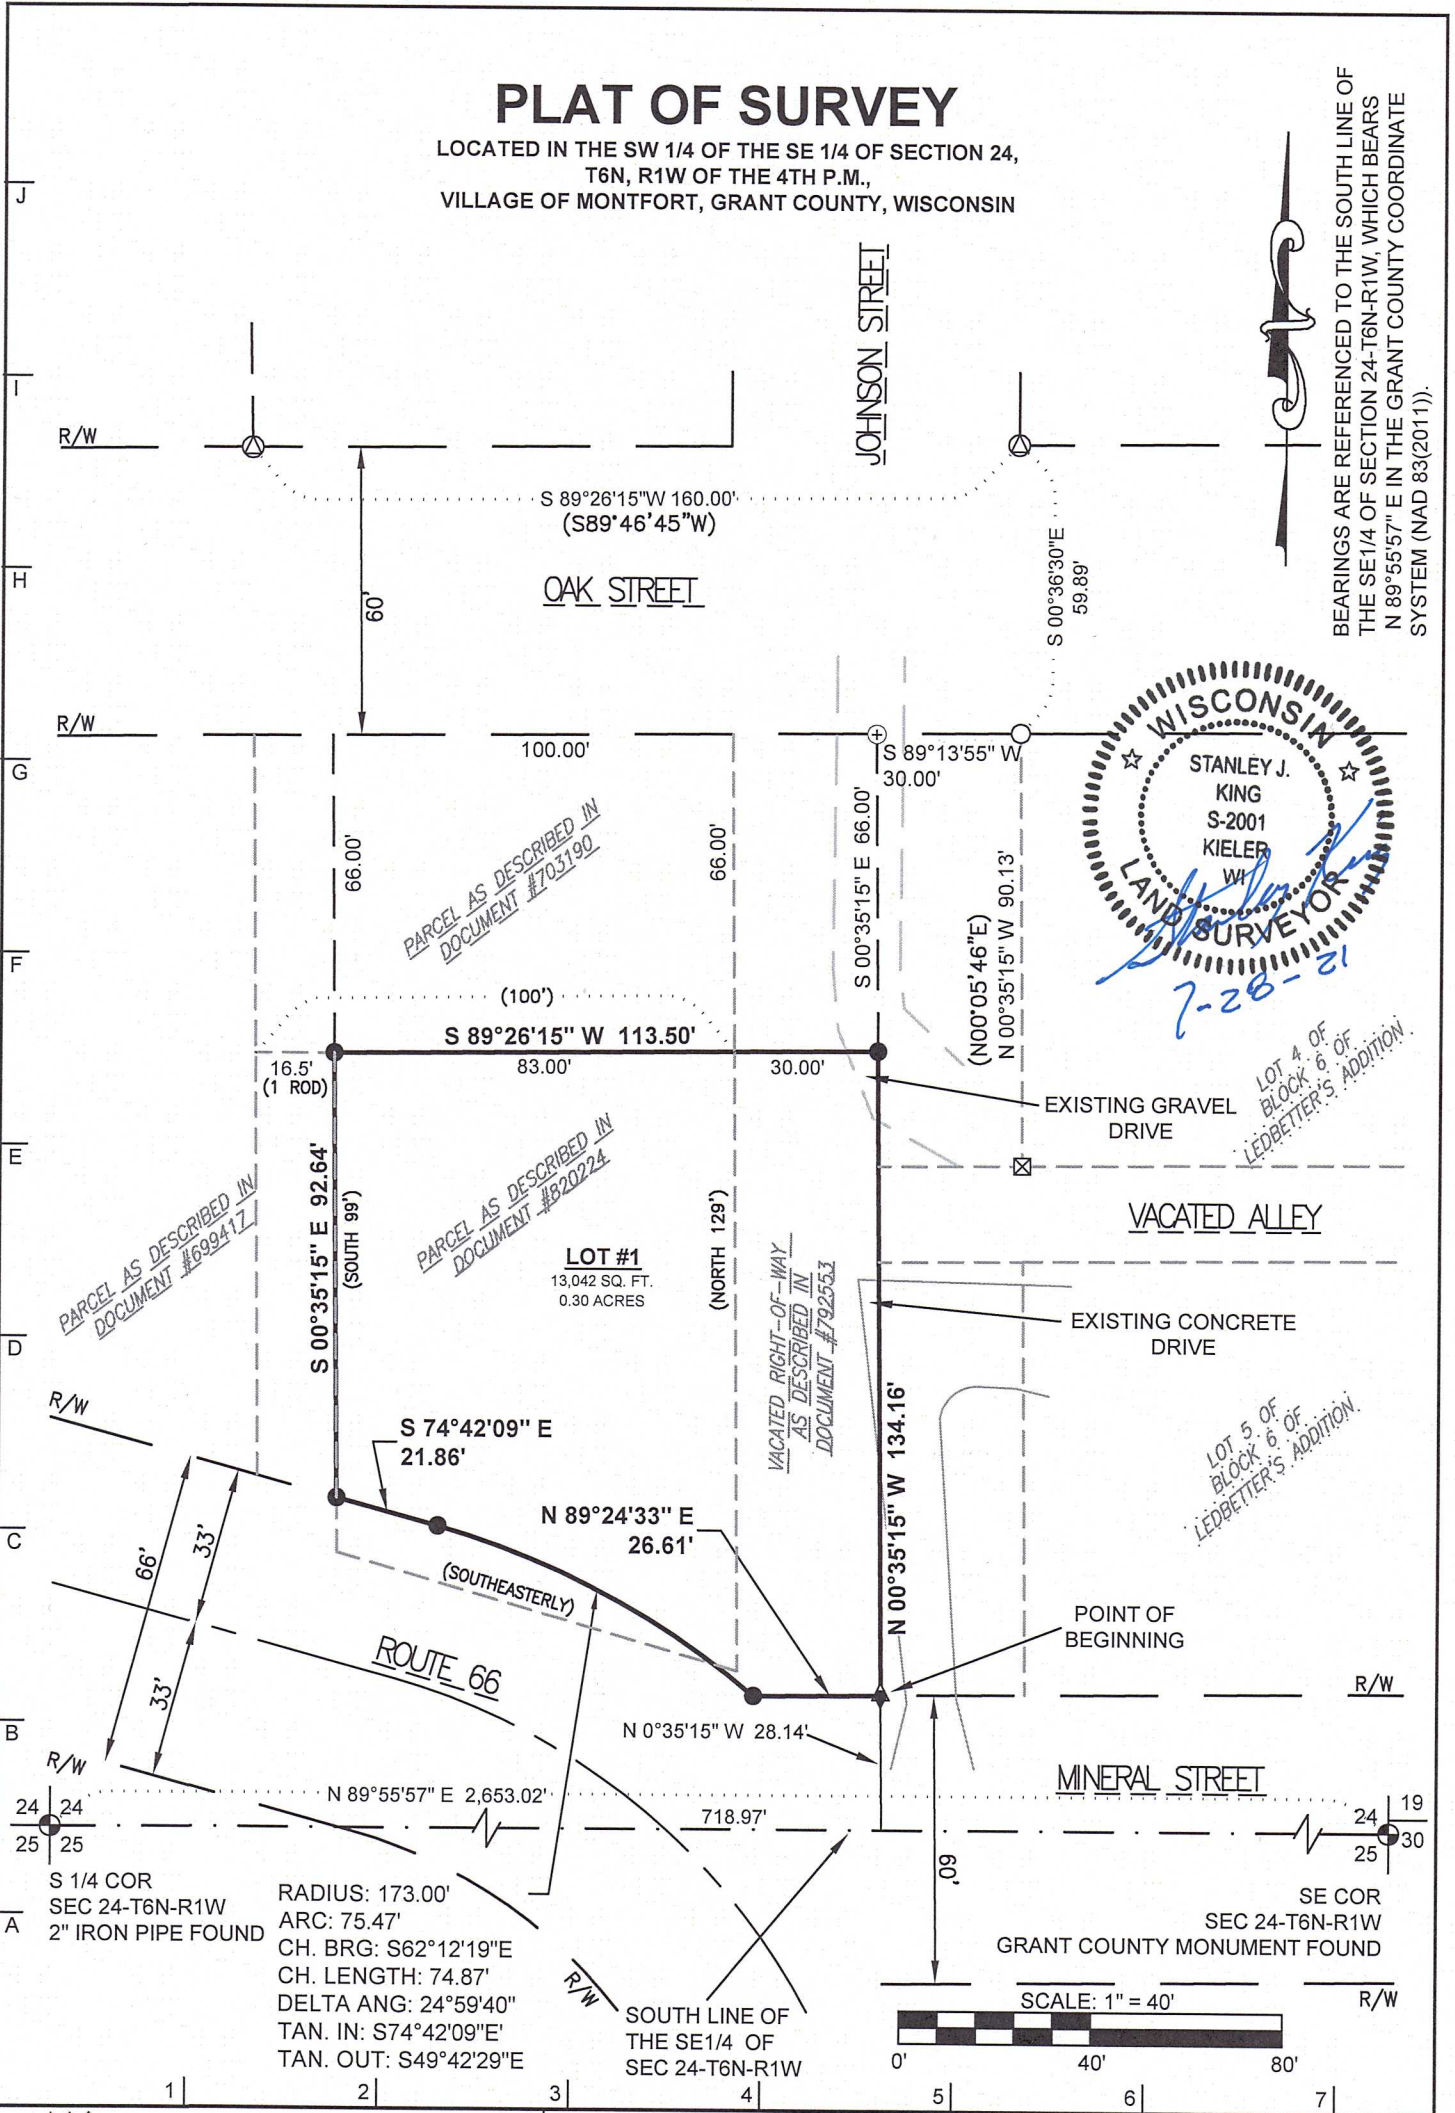 PLAT OF SURVEY
LOCATED IN THE SW 1/4 OF THE SE 1/4 OF SECTION 24,
T6N, R1W OF THE 4TH P.M.,
VILLAGE OF MONTFORT, GRANT COUNTY, WISCONSIN
BEARINGS ARE REFERENCED TO THE SOUTH LINE OF
THE SE1/4 OF SECTION 24-T6N-R1W, WHICH BEARS
N 89°55'57" E IN THE GRANT COUNTY COORDINATE
SYSTEM (NAD 83(2011)).
J
I
H
G
F
E
D
C
B
A
JOHNSON STREET
R/W
S 89°26'15"W 160.00'
(S89°46'45"W)
60'
OAK STREET
S 00°36'30"E
59.89'
R/W
100.00'
S 89°13'55" W
30.00'
WISCONSIN
STANLEY J.
KING
S-2001
KIELER
WI
LAND SURVEYOR
7-28-21
66.00'
PARCEL AS DESCRIBED IN
DOCUMENT #703190
66.00'
S 00°35'15" E 66.00'
(N00°05'46"E)
N 00°35'15" W 90.13'
(100')
S 89°26'15" W 113.50'
16.5'
(1 ROD)
83.00'
30.00'
LOT 4 OF
BLOCK 6 OF
LEDBETTER'S ADDITION
EXISTING GRAVEL
DRIVE
S 00°35'15" E 92.64'
(SOUTH 99')
PARCEL AS DESCRIBED IN
DOCUMENT #699417
PARCEL AS DESCRIBED IN
DOCUMENT #820224
LOT #1
13,042 SQ. FT.
0.30 ACRES
(NORTH 129')
VACATED RIGHT-OF-WAY
AS DESCRIBED IN
DOCUMENT #792553
VACATED ALLEY
EXISTING CONCRETE
DRIVE
N 00°35'15" W 134.16'
LOT 5 OF
BLOCK 6 OF
LEDBETTER'S ADDITION
R/W
S 74°42'09" E
21.86'
N 89°24'33" E
26.61'
66'
33'
33'
(SOUTHEASTERLY)
ROUTE 66
POINT OF
BEGINNING
R/W
N 0°35'15" W 28.14'
MINERAL STREET
R/W
N 89°55'57" E 2,653.02'
718.97'
24 24
25 25
24 19
25 30
S 1/4 COR
SEC 24-T6N-R1W
2" IRON PIPE FOUND
RADIUS: 173.00'
ARC: 75.47'
CH. BRG: S62°12'19"E
CH. LENGTH: 74.87'
DELTA ANG: 24°59'40"
TAN. IN: S74°42'09"E'
TAN. OUT: S49°42'29"E
R/W
SOUTH LINE OF
THE SE1/4 OF
SEC 24-T6N-R1W
60'
SE COR
SEC 24-T6N-R1W
GRANT COUNTY MONUMENT FOUND
R/W
SCALE: 1" = 40'
0' 40' 80'
1 2 3 4 5 6 7